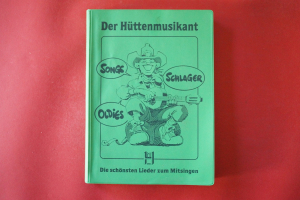 Der Hüttenmusikant
SONGS
SCHLAGER
OLDIES
Die schönsten Lieder zum Mitsingen